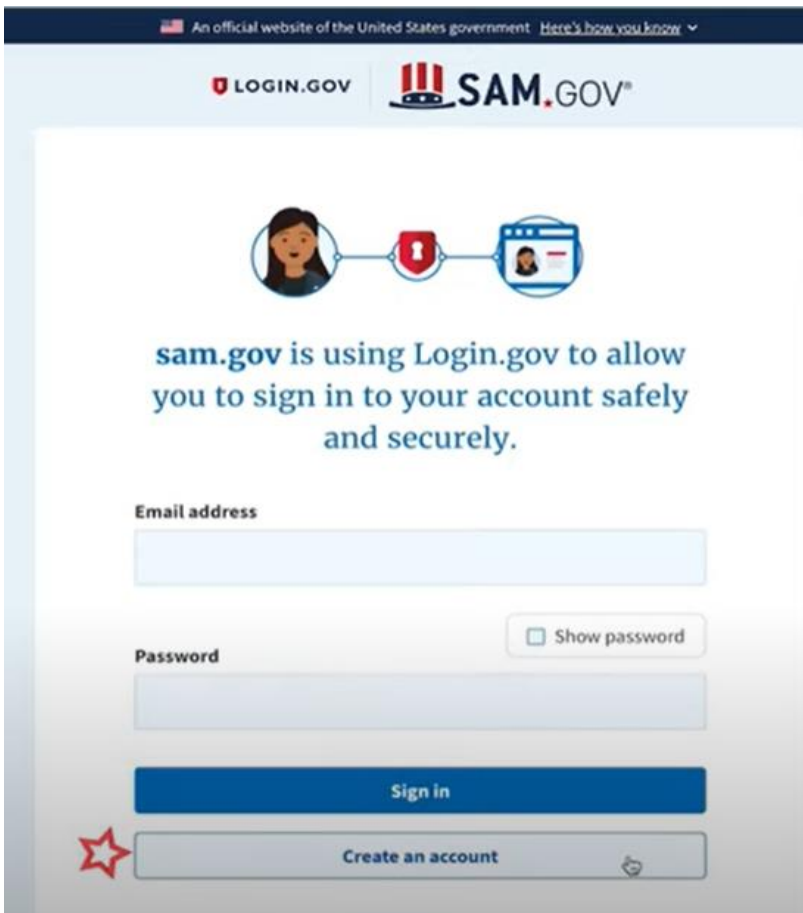 An official website of the United States government Here's how you know
LOGIN.GOV SAM.GOV®
sam.gov is using Login.gov to allow
you to sign in to your account safely
and securely.
Email address
Show password
Password
Sign in
Create an account